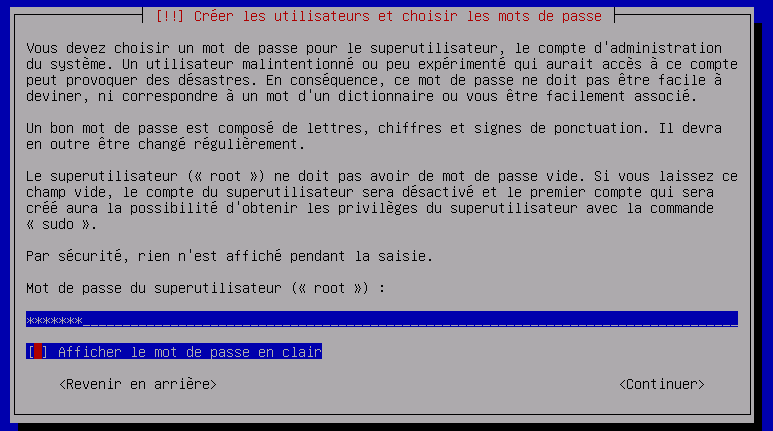 [!!] Créer les utilisateurs et choisir les mots de passe
Vous devez choisir un mot de passe pour le superutilisateur, le compte d'administration
du système. Un utilisateur malintentionné ou peu expérimenté qui aurait accès à ce compte
peut provoquer des désastres. En conséquence, ce mot de passe ne doit pas être facile à
deviner, ni correspondre à un mot d'un dictionnaire ou vous être facilement associé.
Un bon mot de passe est composé de lettres, chiffres et signes de ponctuation. Il devra
en outre être changé régulièrement.
Le superutilisateur (« root ») ne doit pas avoir de mot de passe vide. Si vous laissez ce
champ vide, le compte du superutilisateur sera désactivé et le premier compte qui sera
créé aura la possibilité d'obtenir les privilèges du superutilisateur avec la commande
« sudo ».
Par sécurité, rien n'est affiché pendant la saisie.
Mot de passe du superutilisateur (« root ») :
*******
[ ] Afficher le mot de passe en clair
<Revenir en arrière> <Continuer>